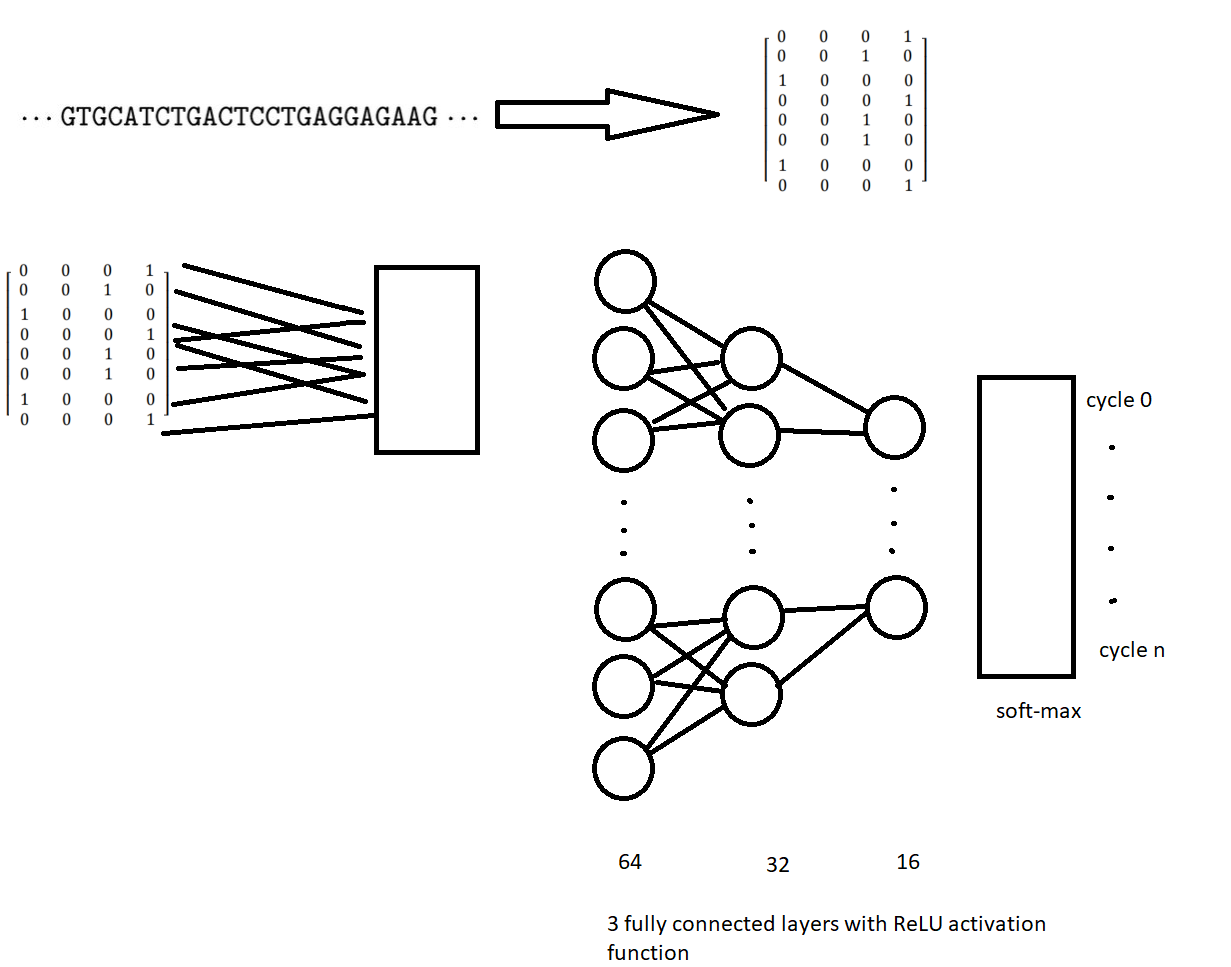 ··· GTGCATCTGACTCCTGAGGAGAAG ···
0 0 0 1
0 0 1 0
1 0 0 0
0 0 0 1
0 0 1 0
0 0 1 0
1 0 0 0
0 0 0 1
0 0 0 1
0 0 1 0
1 0 0 0
0 0 0 1
0 0 1 0
0 0 1 0
1 0 0 0
0 0 0 1
cycle 0
cycle n
soft-max
64 32 16
3 fully connected layers with ReLU activation
function